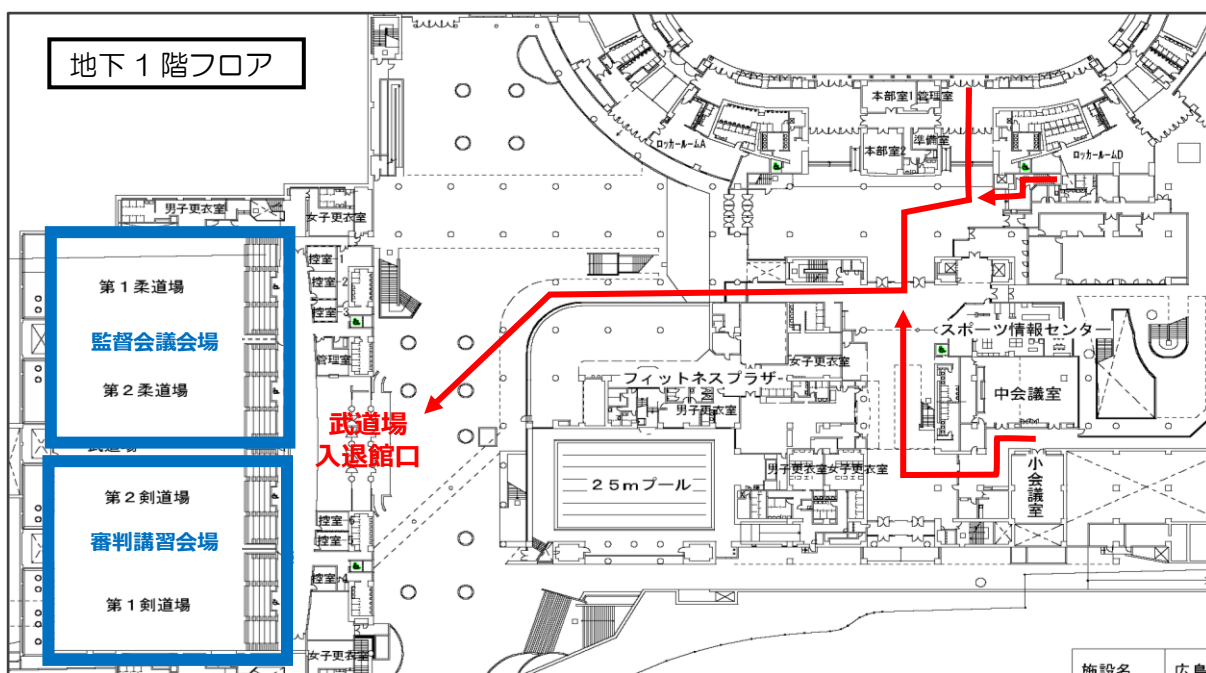 地下１階フロア
本部室1
管理室
本部室2
準備室
ロッカールームA
ロッカールームD
男子更衣室
女子更衣室
控室-1
控室-2
控室-3
管理室
第１柔道場
監督会議会場
第２柔道場
武道場
入退館口
第２剣道場
審判講習会場
第１剣道場
控室-6
控室-5
控室-4
女子更衣室
スポーツ情報センター
女子更衣室
フィットネスプラザ
男子更衣室
中会議室
小会議室
男子更衣室
女子更衣室
２５ｍプール
施設名
広島